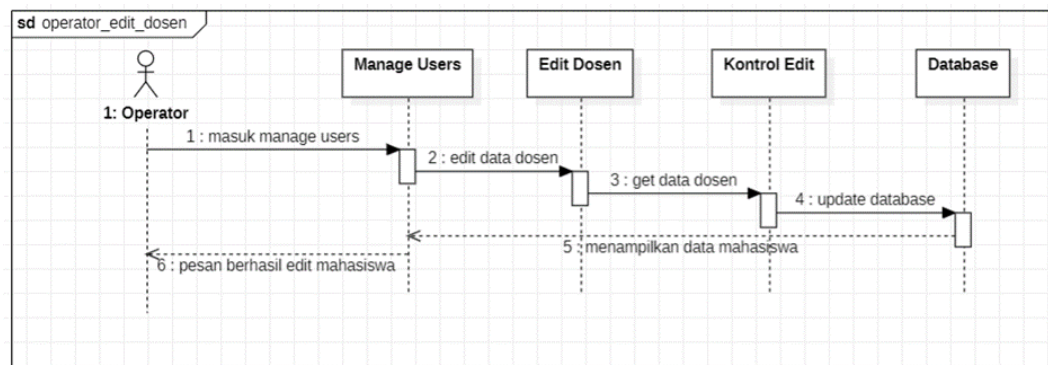 sd operator_edit_dosen
Manage Users
Edit Dosen
Kontrol Edit
Database
1: Operator
1 : masuk manage users
2 : edit data dosen
3 : get data dosen
4 : update database
5 : menampilkan data mahasiswa
6 : pesan berhasil edit mahasiswa